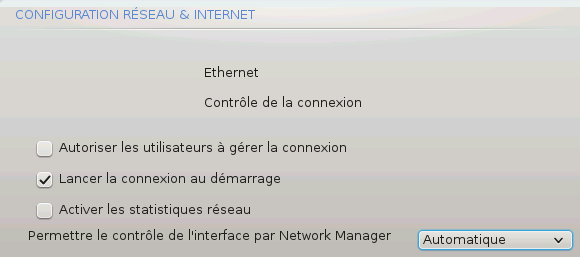 CONFIGURATION RÉSEAU & INTERNET
Ethernet
Contrôle de la connexion
Autoriser les utilisateurs à gérer la connexion
Lancer la connexion au démarrage
Activer les statistiques réseau
Permettre le contrôle de l'interface par Network Manager Automatique